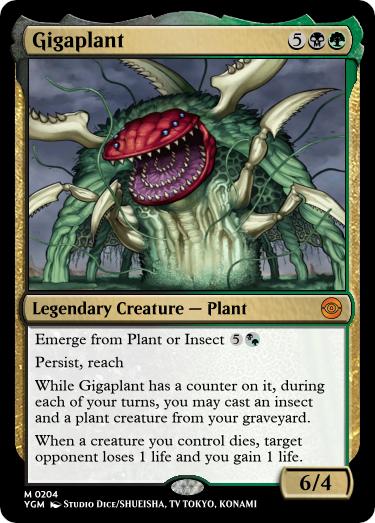 Gigaplant 5
Legendary Creature — Plant
Emerge from Plant or Insect 5
Persist, reach
While Gigaplant has a counter on it, during
each of your turns, you may cast an insect
and a plant creature from your graveyard.
When a creature you control dies, target
opponent loses 1 life and you gain 1 life.
6/4
M 0204
YGM Studio Dice/SHUEISHA, TV TOKYO, KONAMI